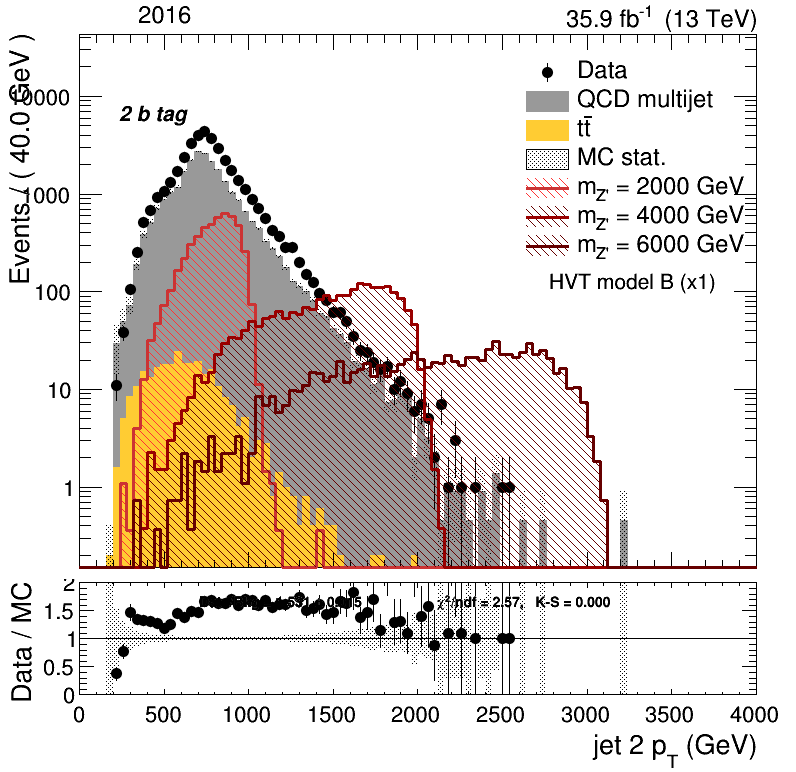 2016
35.9 fb⁻¹ (13 TeV)
Events / ( 40.0 GeV )
10000
1000
100
10
1
2 b tag
Data
QCD multijet
tt̄
MC stat.
m_Z' = 2000 GeV
m_Z' = 4000 GeV
m_Z' = 6000 GeV
HVT model B (x1)
Data / MC
2
1.5
1
0.5
0
χ²/ndf = 2.57, K-S = 0.000
0 500 1000 1500 2000 2500 3000 3500 4000
jet 2 p_T (GeV)